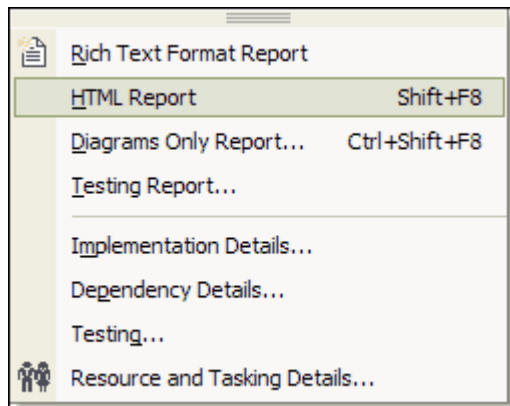 Rich Text Format Report
HTML Report Shift+F8
Diagrams Only Report... Ctrl+Shift+F8
Testing Report...
Implementation Details...
Dependency Details...
Testing...
Resource and Tasking Details...